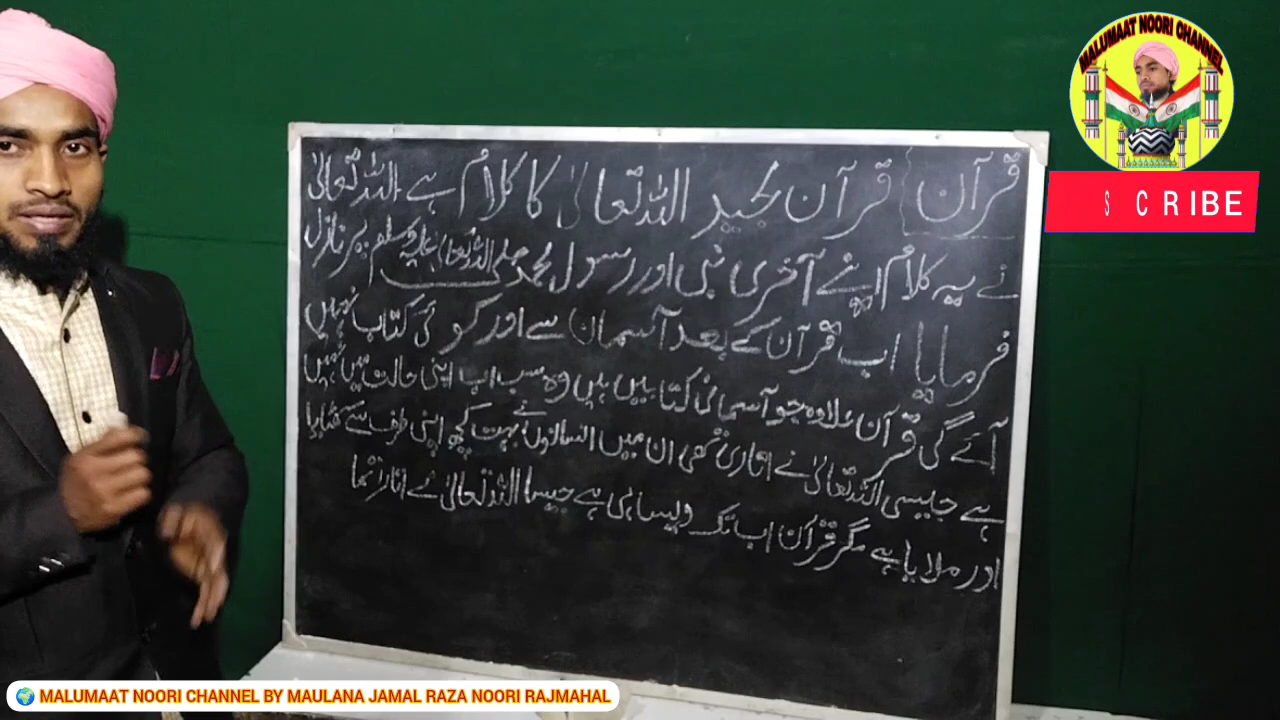 قرآن قرآن مجید اللہ تعالیٰ کا کلام ہے اللہ تعالیٰ
نے یہ کلام اپنے آخری نبی اور رسول محمد صلی اللہ تعالیٰ علیہ وسلم پر نازل
فرمایا اب قرآن کے بعد آسمان سے اور کوئی کتاب نہیں
آئے گی قرآن علاوہ جو آسمانی کتابیں ہیں وہ سب اب اپنی حالت میں نہیں
ہے جیسی اللہ تعالیٰ نے اتاری تھی ان میں انسانوں نے بہت کچھ اپنی طرف سے گھٹایا
اور ملایا ہے مگر قرآن اب تک ویسا ہی ہے جیسا اللہ تعالیٰ نے اتارا تھا
MALUMAAT NOORI CHANNEL
S C R IBE
MALUMAAT NOORI CHANNEL BY MAULANA JAMAL RAZA NOORI RAJMAHAL